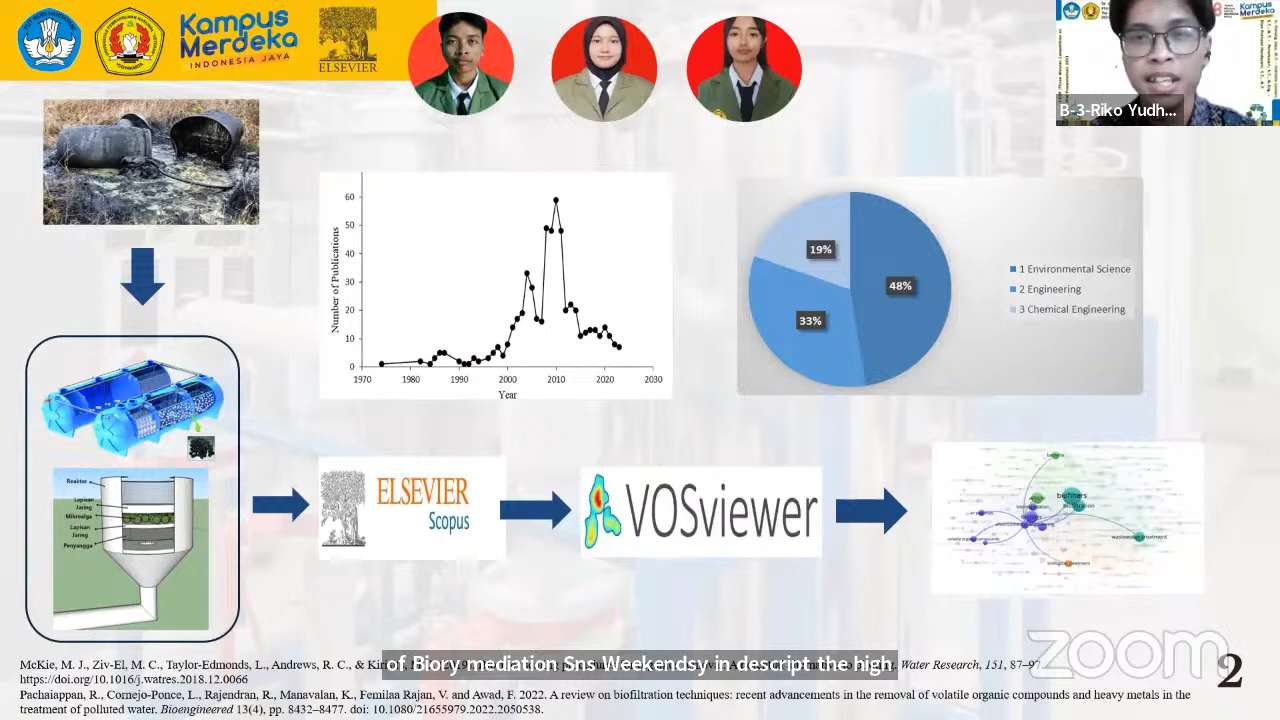 Kampus
Merdeka
INDONESIA JAYA
ELSEVIER
Kampus
Merdeka
B-3-Riko Yudh...
60
50
40
30
20
10
0
Number of Publications
1970 1980 1990 2000 2010 2020 2030
Year
19%
48%
33%
1 Environmental Science
2 Engineering
3 Chemical Engineering
Reaktor
Lapisan
Jaring
Mikroalga
Lapisan
Jaring
Penyangga
ELSEVIER
Scopus
VOSviewer
bacteria
biofilters
biofiltration
wastewater treatment
biological treatment
of Biory mediation Sns Weekendsy in descript the high
zoom
McKie, M. J., Ziv-El, M. C., Taylor-Edmonds, L., Andrews, R. C., &
Water Research, 151, 87–97.
https://doi.org/10.1016/j.watres.2018.12.0066
Pachaiappan, R., Cornejo-Ponce, L., Rajendran, R., Manavalan, K., Femilaa Rajan, V. and Awad, F. 2022. A review on biofiltration techniques: recent advancements in the removal of volatile organic compounds and heavy metals in the
treatment of polluted water. Bioengineered 13(4), pp. 8432–8477. doi: 10.1080/21655979.2022.2050538.
2